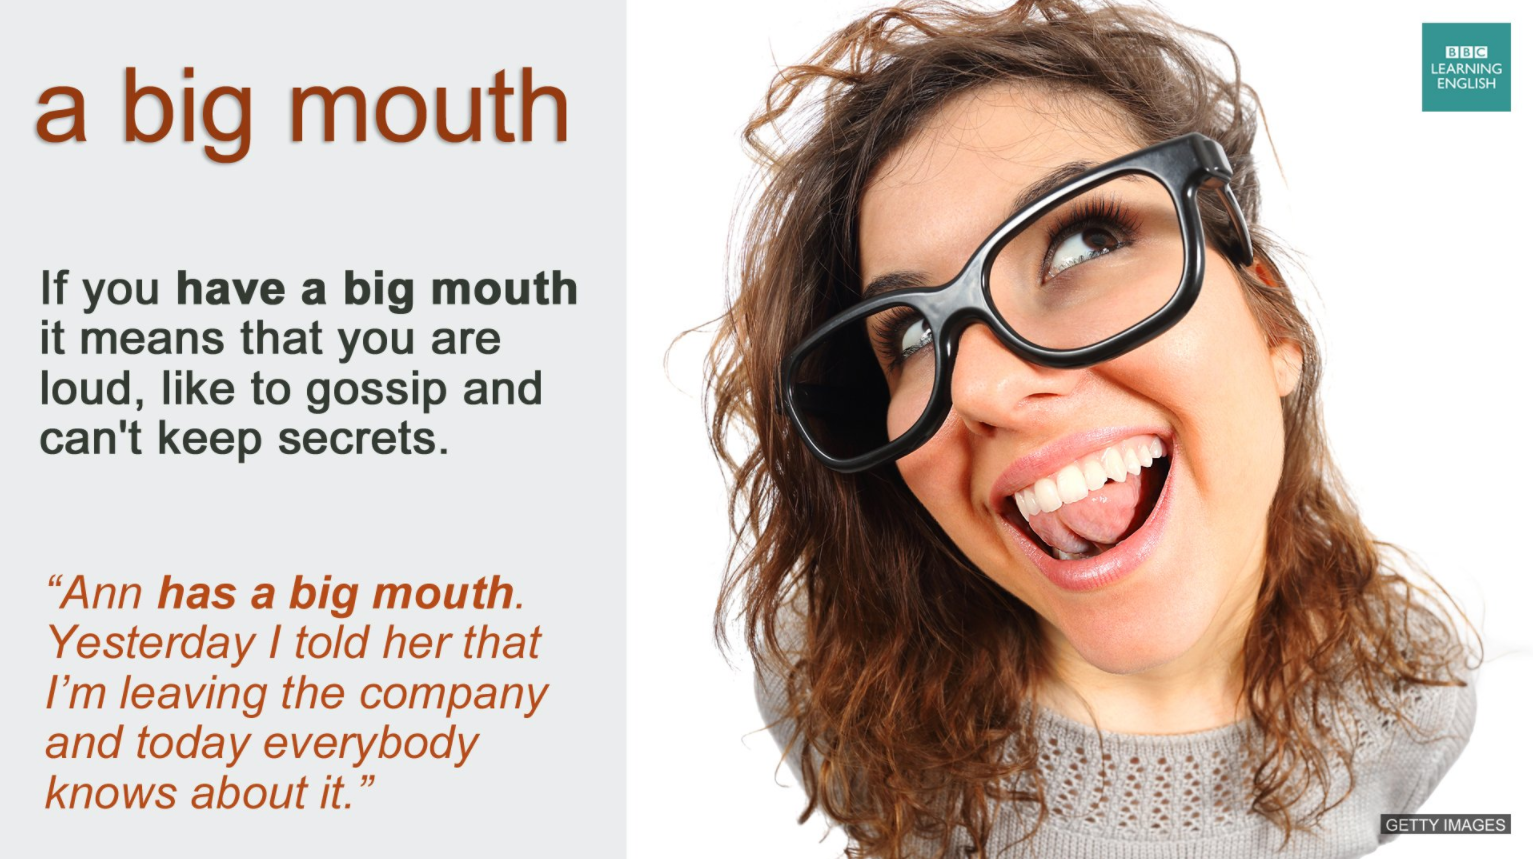 a big mouth
If you have a big mouth
it means that you are
loud, like to gossip and
can't keep secrets.
“Ann has a big mouth.
Yesterday I told her that
I’m leaving the company
and today everybody
knows about it.”
BBC
LEARNING
ENGLISH
GETTY IMAGES